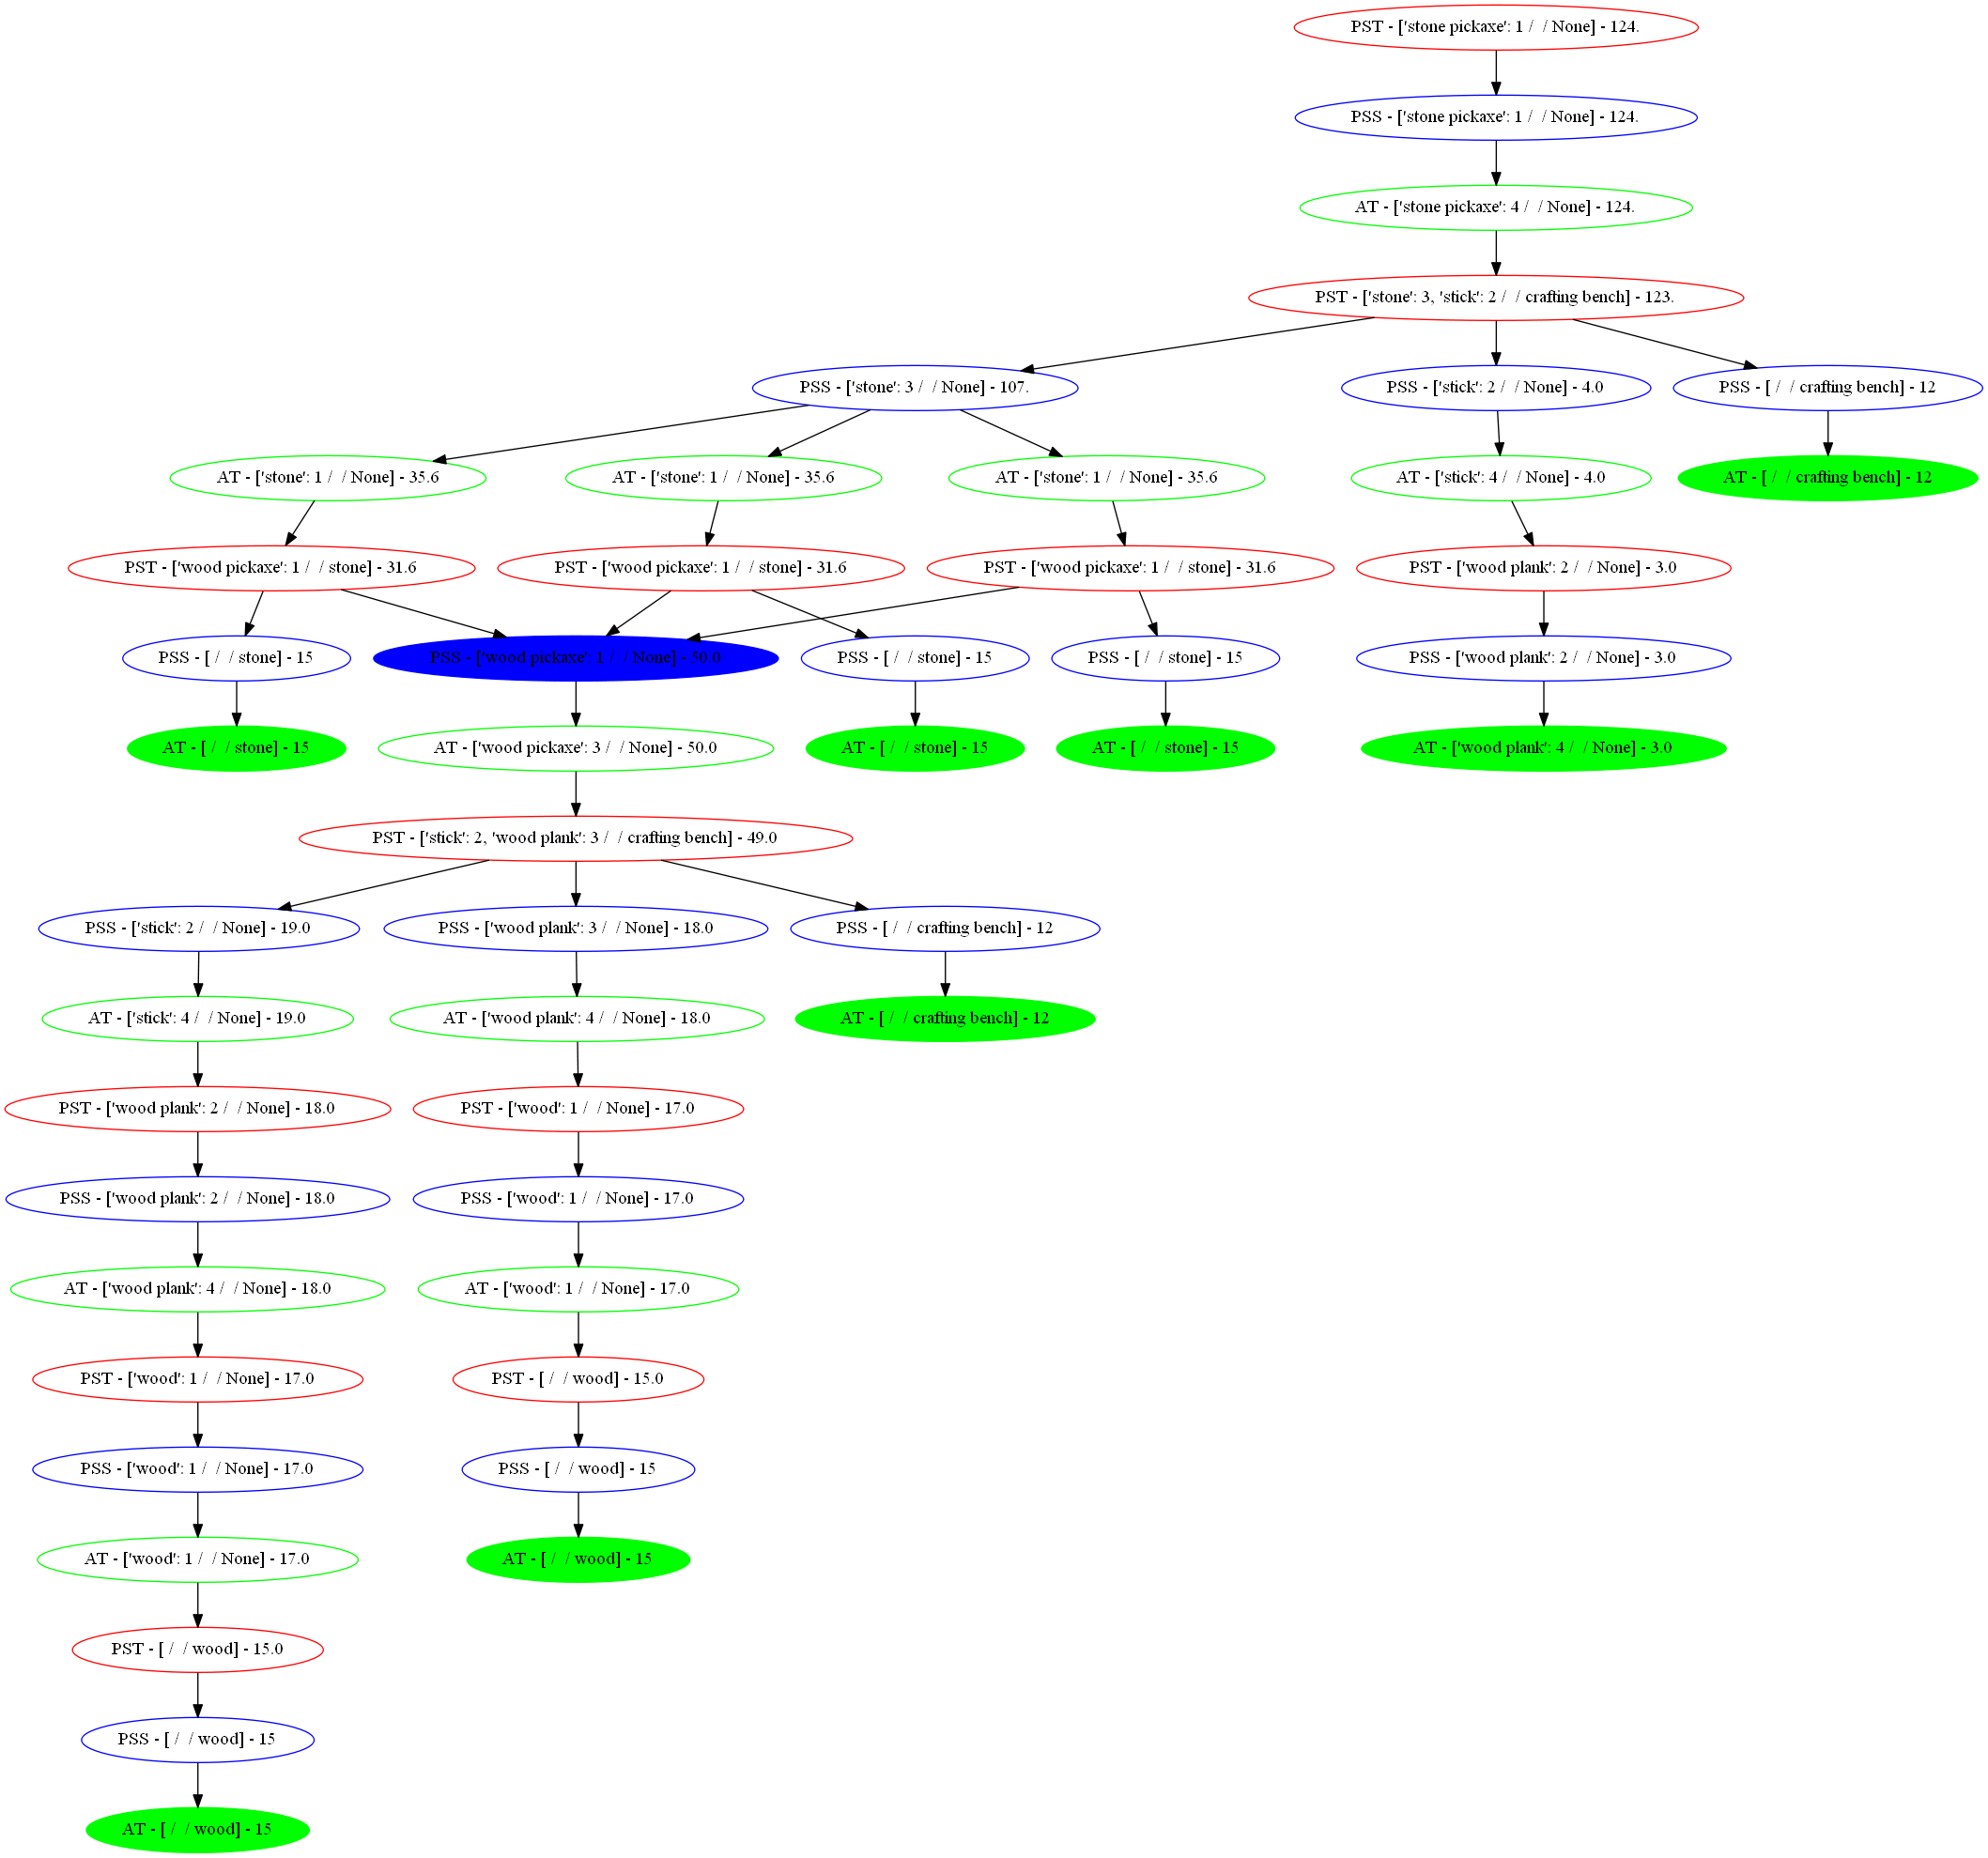 PST - ['stone pickaxe': 1 /  / None] - 124.
PSS - ['stone pickaxe': 1 /  / None] - 124.
AT - ['stone pickaxe': 4 /  / None] - 124.
PST - ['stone': 3, 'stick': 2 /  / crafting bench] - 123.
PSS - ['stone': 3 /  / None] - 107.
PSS - ['stick': 2 /  / None] - 4.0
PSS - [ /  / crafting bench] - 12
AT - ['stone': 1 /  / None] - 35.6
AT - ['stone': 1 /  / None] - 35.6
AT - ['stone': 1 /  / None] - 35.6
AT - ['stick': 4 /  / None] - 4.0
AT - [ /  / crafting bench] - 12
PST - ['wood pickaxe': 1 /  / stone] - 31.6
PST - ['wood pickaxe': 1 /  / stone] - 31.6
PST - ['wood pickaxe': 1 /  / stone] - 31.6
PST - ['wood plank': 2 /  / None] - 3.0
PSS - [ /  / stone] - 15
PSS - ['wood pickaxe': 1 /  / None] - 50.0
PSS - [ /  / stone] - 15
PSS - [ /  / stone] - 15
PSS - ['wood plank': 2 /  / None] - 3.0
AT - [ /  / stone] - 15
AT - ['wood pickaxe': 3 /  / None] - 50.0
AT - [ /  / stone] - 15
AT - [ /  / stone] - 15
AT - ['wood plank': 4 /  / None] - 3.0
PST - ['stick': 2, 'wood plank': 3 /  / crafting bench] - 49.0
PSS - ['stick': 2 /  / None] - 19.0
PSS - ['wood plank': 3 /  / None] - 18.0
PSS - [ /  / crafting bench] - 12
AT - ['stick': 4 /  / None] - 19.0
AT - ['wood plank': 4 /  / None] - 18.0
AT - [ /  / crafting bench] - 12
PST - ['wood plank': 2 /  / None] - 18.0
PST - ['wood': 1 /  / None] - 17.0
PSS - ['wood plank': 2 /  / None] - 18.0
PSS - ['wood': 1 /  / None] - 17.0
AT - ['wood plank': 4 /  / None] - 18.0
AT - ['wood': 1 /  / None] - 17.0
PST - ['wood': 1 /  / None] - 17.0
PST - [ /  / wood] - 15.0
PSS - ['wood': 1 /  / None] - 17.0
PSS - [ /  / wood] - 15
AT - ['wood': 1 /  / None] - 17.0
AT - [ /  / wood] - 15
PST - [ /  / wood] - 15.0
PSS - [ /  / wood] - 15
AT - [ /  / wood] - 15